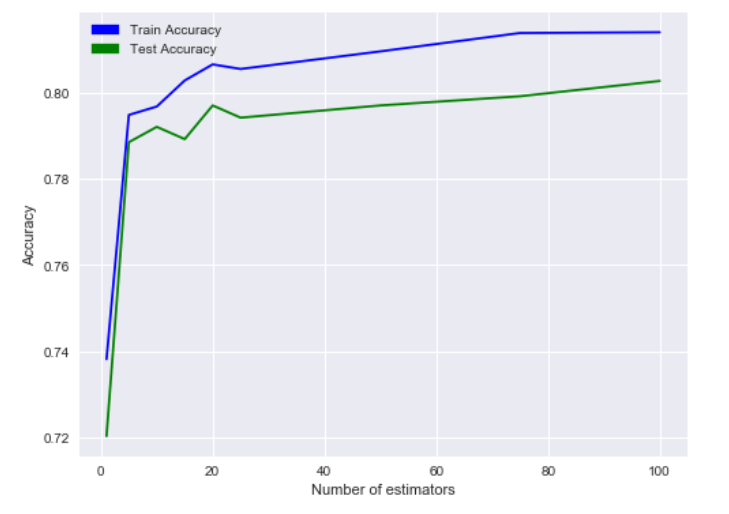 Train Accuracy
Test Accuracy
0.80
0.78
0.76
0.74
0.72
Accuracy
0 20 40 60 80 100
Number of estimators